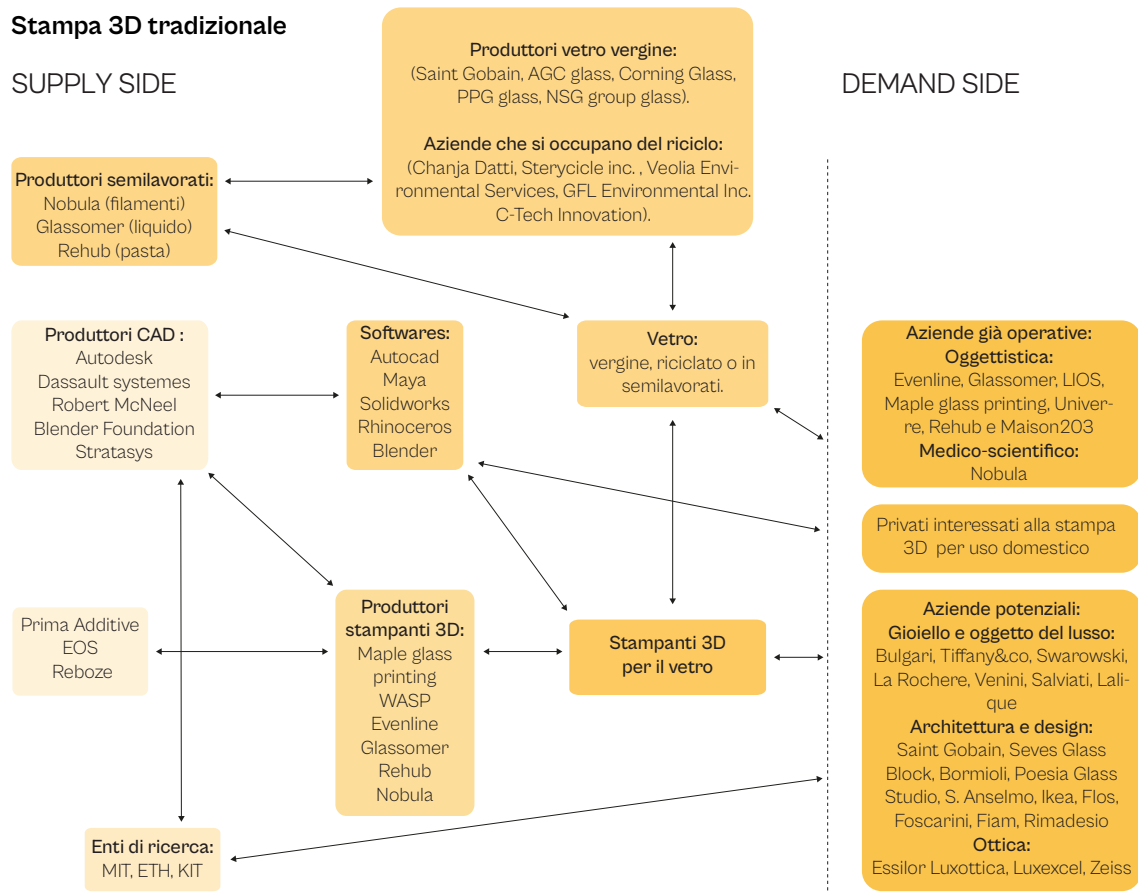 Stampa 3D tradizionale
SUPPLY SIDE
DEMAND SIDE
Produttori vetro vergine:
(Saint Gobain, AGC glass, Corning Glass,
PPG glass, NSG group glass).
Aziende che si occupano del riciclo:
(Chanja Datti, Sterycicle inc. , Veolia Envi-
ronmental Services, GFL Environmental Inc.
C-Tech Innovation).
Produttori semilavorati:
Nobula (filamenti)
Glassomer (liquido)
Rehub (pasta)
Produttori CAD :
Autodesk
Dassault systemes
Robert McNeel
Blender Foundation
Stratasys
Softwares:
Autocad
Maya
Solidworks
Rhinoceros
Blender
Vetro:
vergine, riciclato o in
semilavorati.
Aziende già operative:
Oggettistica:
Evenline, Glassomer, LIOS,
Maple glass printing, Univer-
re, Rehub e Maison203
Medico-scientifico:
Nobula
Privati interessati alla stampa
3D per uso domestico
Prima Additive
EOS
Reboze
Produttori
stampanti 3D:
Maple glass
printing
WASP
Evenline
Glassomer
Rehub
Nobula
Stampanti 3D
per il vetro
Aziende potenziali:
Gioiello e oggetto del lusso:
Bulgari, Tiffany&co, Swarowski,
La Rochere, Venini, Salviati, Lali-
que
Architettura e design:
Saint Gobain, Seves Glass
Block, Bormioli, Poesia Glass
Studio, S. Anselmo, Ikea, Flos,
Foscarini, Fiam, Rimadesio
Ottica:
Essilor Luxottica, Luxexcel, Zeiss
Enti di ricerca:
MIT, ETH, KIT